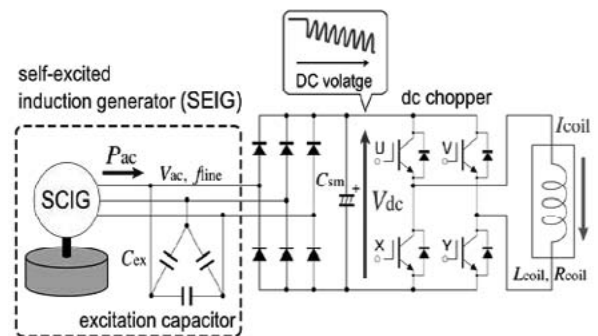 self-excited
induction generator (SEIG)
DC volatge
dc chopper
Pac
Vac, fline
SCIG
Cex
excitation capacitor
Csm
+
Vdc
U
V
X
Y
Icoil
Lcoil, Rcoil